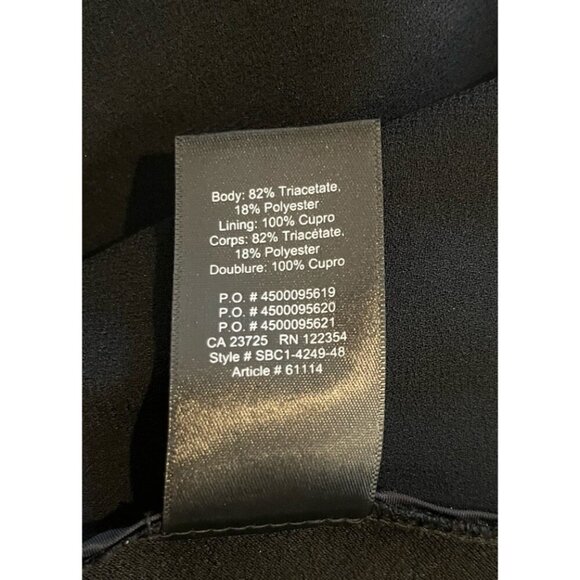 Body: 82% Triacetate,
18% Polyester
Lining: 100% Cupro
Corps: 82% Triacétate,
18% Polyester
Doublure: 100% Cupro
P.O. # 4500095619
P.O. # 4500095620
P.O. # 4500095621
CA 23725 RN 122354
Style # SBC1-4249-48
Article # 61114